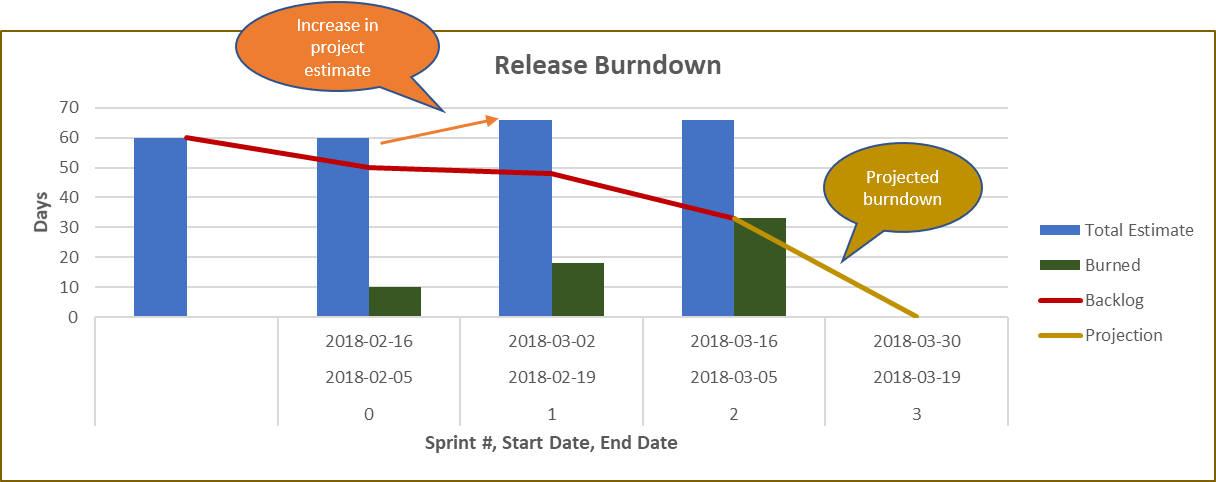 Increase in
project
estimate
Release Burndown
70
60
50
40
30
20
10
0
Days
Projected
burndown
Total Estimate
Burned
Backlog
Projection
2018-02-16 2018-03-02 2018-03-16 2018-03-30
2018-02-05 2018-02-19 2018-03-05 2018-03-19
0 1 2 3
Sprint #, Start Date, End Date